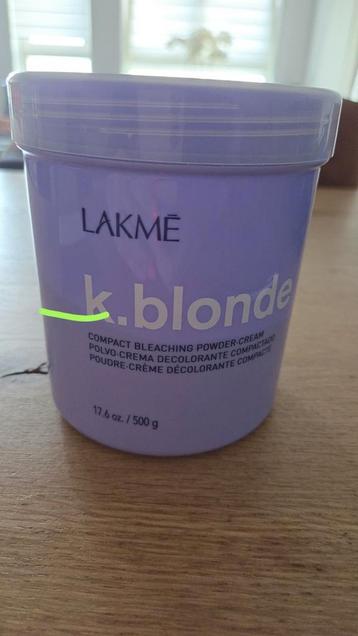 LAKMĒ
k.blonde
COMPACT BLEACHING POWDER-CREAM
POLVO-CREMA DECOLORANTE COMPACTADO
POUDRE-CRÈME DÉCOLORANTE COMPACTE
17.6 oz. / 500 g